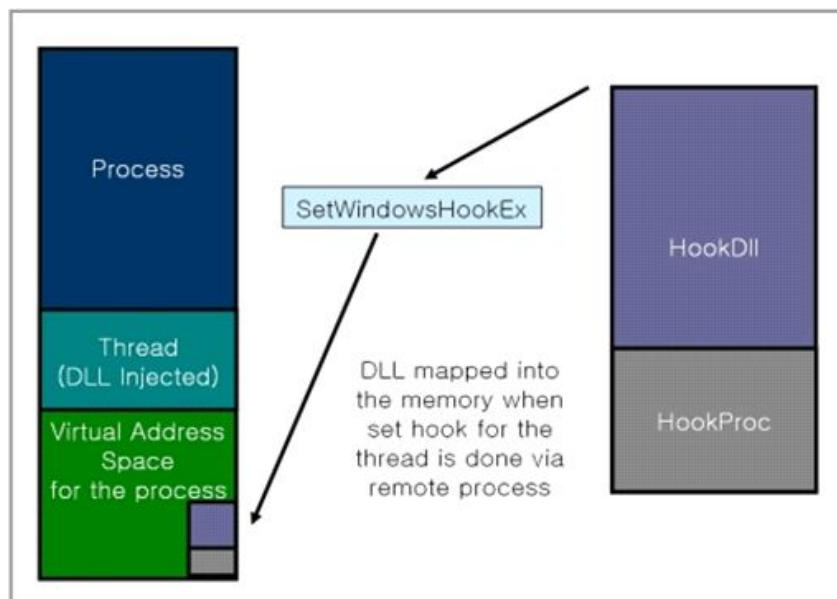 Process
Thread
(DLL Injected)
Virtual Address
Space
for the process
SetWindowsHookEx
DLL mapped into
the memory when
set hook for the
thread is done via
remote process
HookDll
HookProc